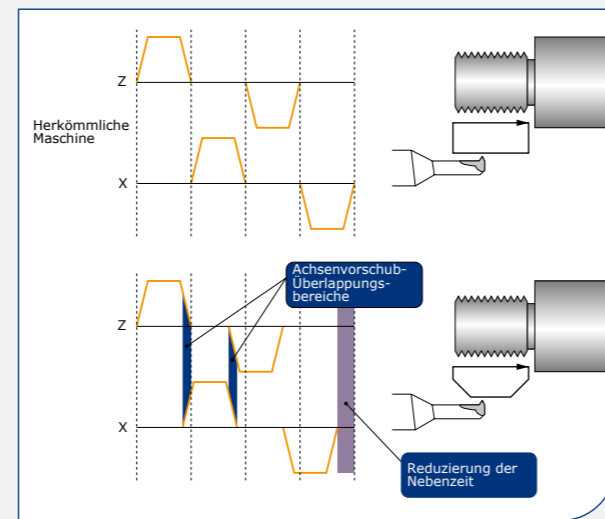 Z
Herkömmliche
Maschine
X
Achsenvorschub-
Überlappungs-
bereiche
Z
X
Reduzierung der
Nebenzeit